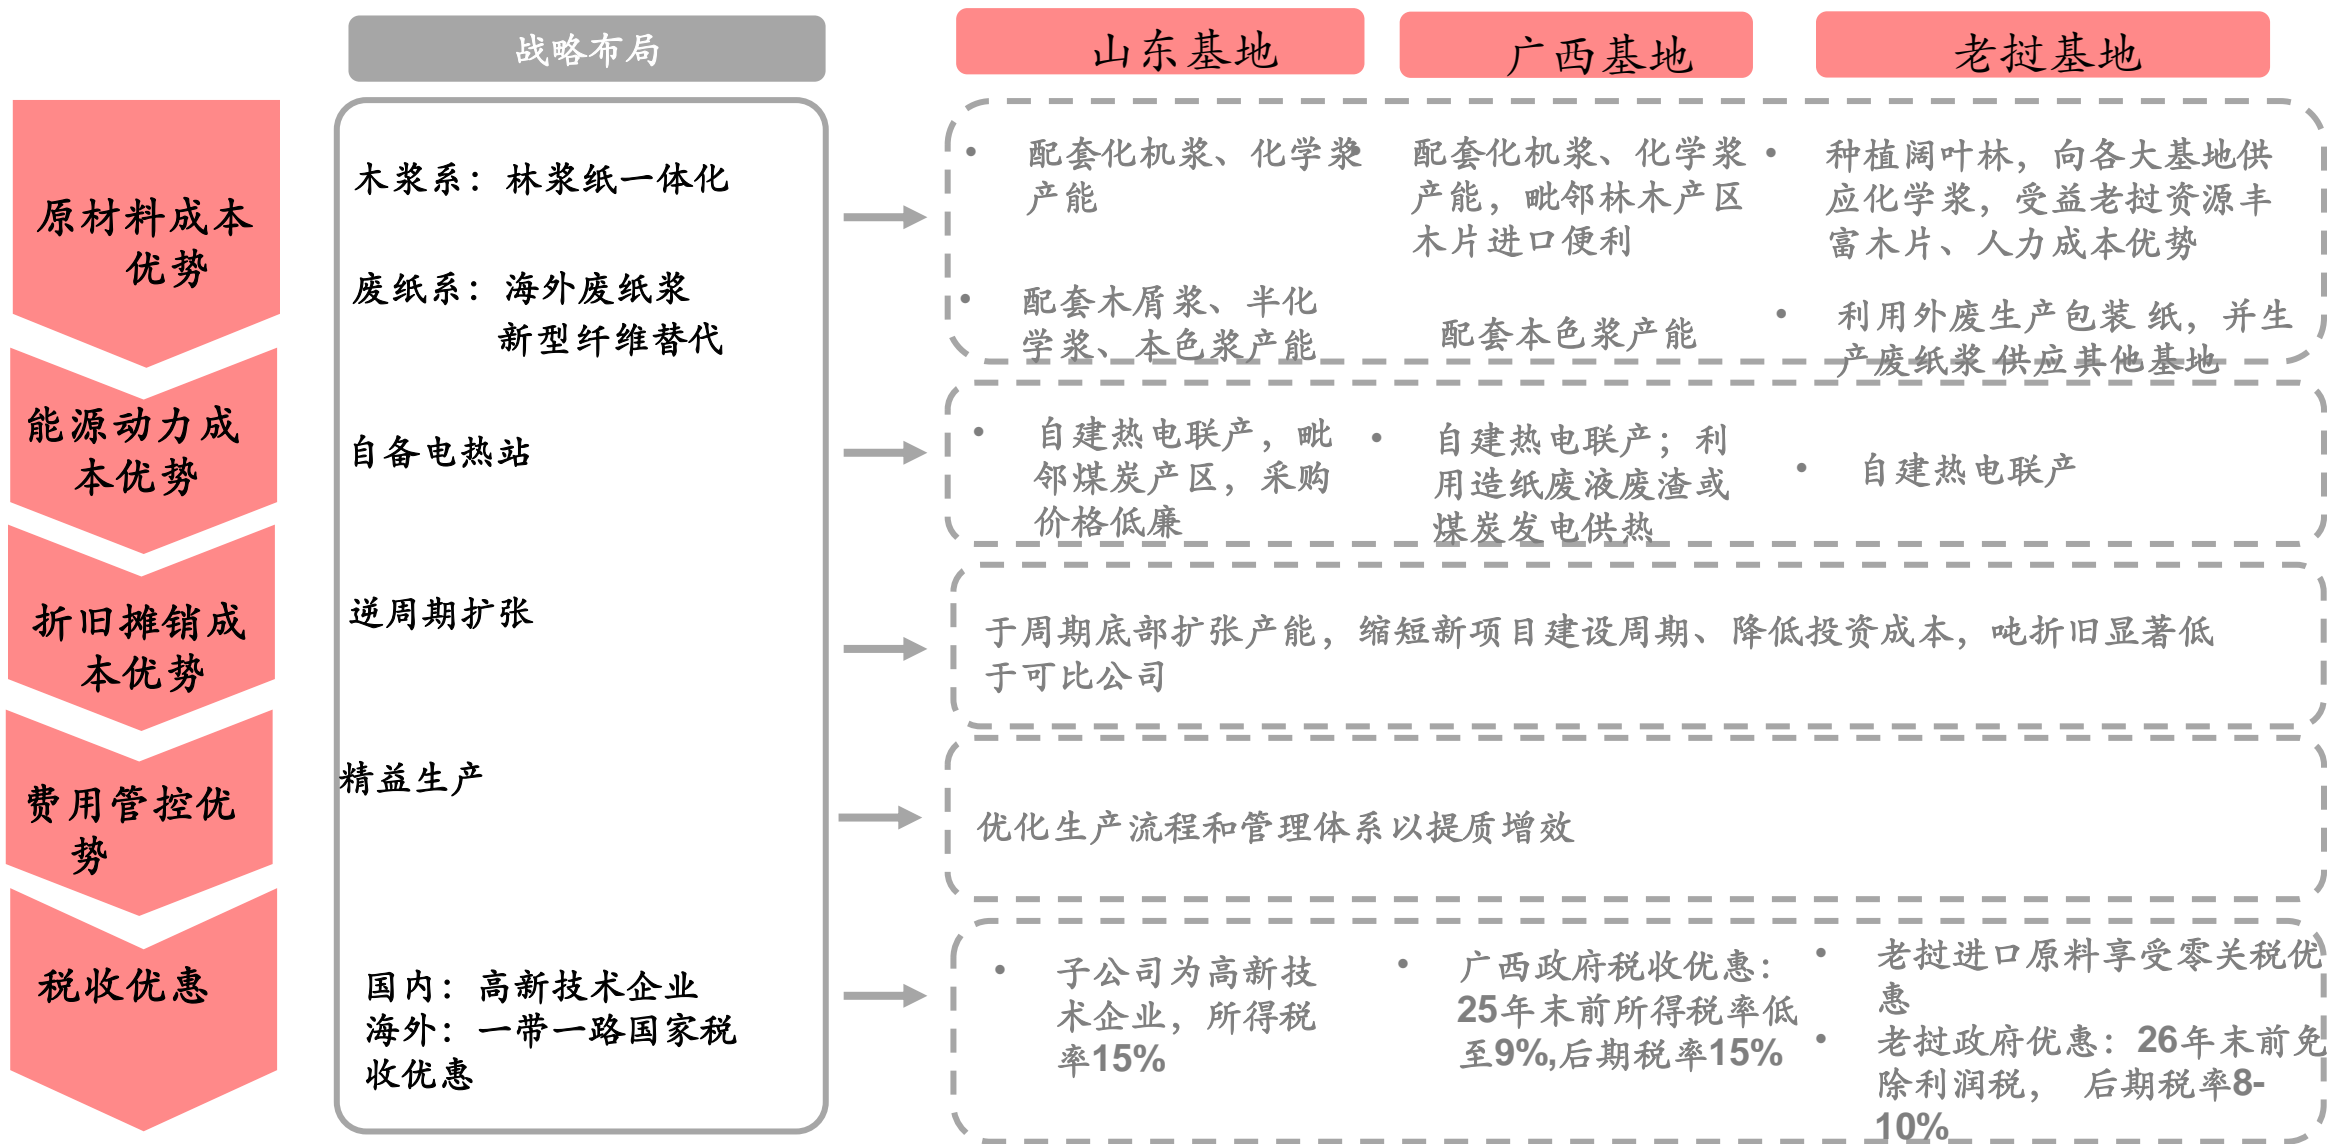 战略布局
山东基地
广西基地
老挝基地
原材料成本
优势
木浆系：林浆纸一体化
废纸系：海外废纸浆
新型纤维替代
• 配套化机浆、化学浆
产能
• 配套化机浆、化学浆
产能，毗邻林木产区
木片进口便利
• 种植阔叶林，向各大基地供
应化学浆，受益老挝资源丰
富木片、人力成本优势
• 配套木屑浆、半化
学浆、本色浆产能
配套本色浆产能
• 利用外废生产包装 纸，并生
产废纸浆 供应其他基地
能源动力成
本优势
自备电热站
• 自建热电联产，毗
邻煤炭产区，采购
价格低廉
• 自建热电联产；利
用造纸废液废渣或
煤炭发电供热
• 自建热电联产
折旧摊销成
本优势
逆周期扩张
于周期底部扩张产能，缩短新项目建设周期、降低投资成本，吨折旧显著低
于可比公司
费用管控优
势
精益生产
优化生产流程和管理体系以提质增效
税收优惠
国内：高新技术企业
海外：一带一路国家税
收优惠
• 子公司为高新技
术企业，所得税
率15%
• 广西政府税收优惠：
25年末前所得税率低
至9%,后期税率15%
• 老挝进口原料享受零关税优
惠
• 老挝政府优惠：26年末前免
除利润税， 后期税率8-
10%